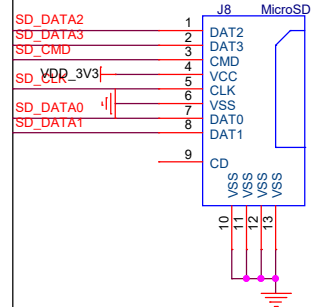 J8 MicroSD
SD_DATA2 1 DAT2
SD_DATA3 2 DAT3
SD_CMD 3 CMD
VDD_3V3 4 VCC
SD_CLK 5 CLK
6 VSS
SD_DATA0 7 DAT0
SD_DATA1 8 DAT1
9 CD
VSS VSS VSS VSS
10 11 12 13